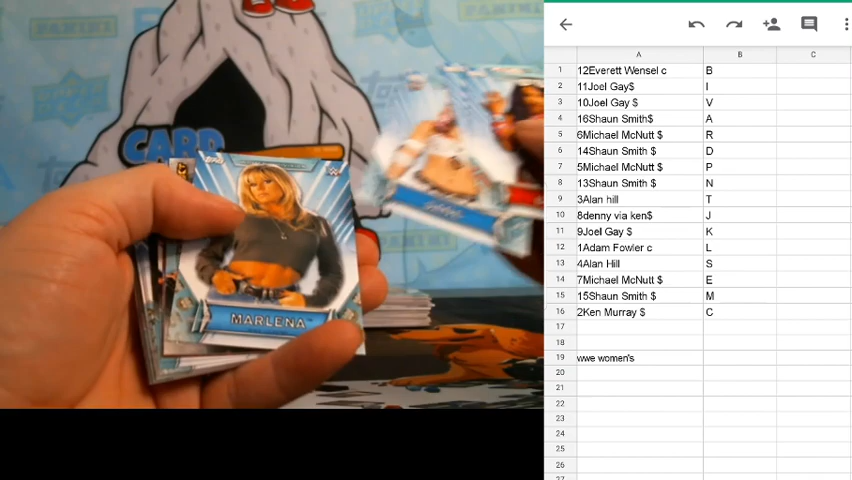 CARD
TOPPS
MARLENA
A
B
C
1 12Everett Wensel c B
2 11Joel Gay$ I
3 10Joel Gay $ V
4 16Shaun Smith$ A
5 6Michael McNutt $ R
6 14Shaun Smith $ D
7 5Michael McNutt $ P
8 13Shaun Smith $ N
9 3Alan hill T
10 8denny via ken$ J
11 9Joel Gay $ K
12 1Adam Fowler c L
13 4Alan Hill S
14 7Michael McNutt $ E
15 15Shaun Smith $ M
16 2Ken Murray $ C
17
18
19 wwe women's
20
21
22
23
24
25
26
27